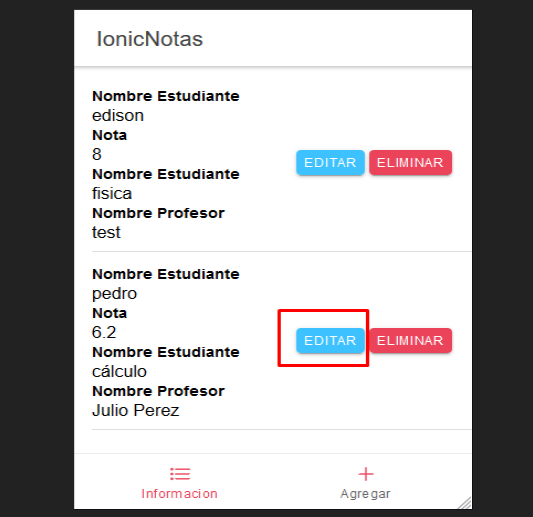 IonicNotas
Nombre Estudiante
edison
Nota
8
EDITAR ELIMINAR
Nombre Estudiante
fisica
Nombre Profesor
test
Nombre Estudiante
pedro
Nota
6.2
EDITAR ELIMINAR
Nombre Estudiante
cálculo
Nombre Profesor
Julio Perez
Informacion Agregar